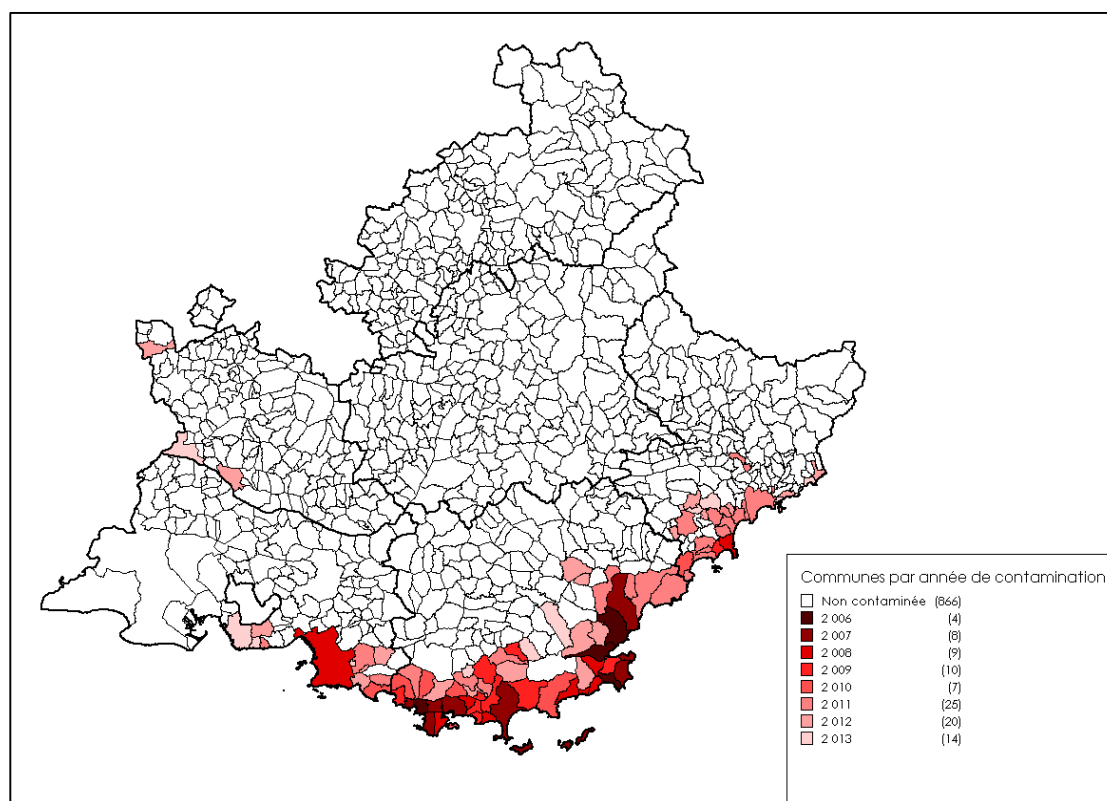 Communes par année de contamination
Non contaminée (866)
2 006 (4)
2 007 (8)
2 008 (9)
2 009 (10)
2 010 (7)
2 011 (25)
2 012 (20)
2 013 (14)